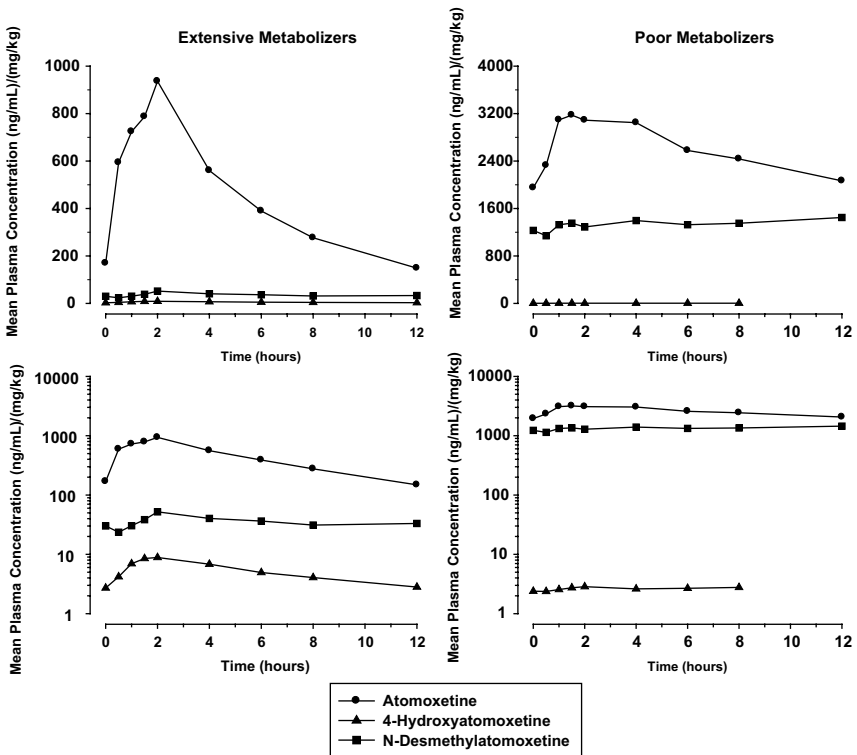 Extensive Metabolizers
Mean Plasma Concentration (ng/mL)/(mg/kg)
1000
800
600
400
200
0
0 2 4 6 8 10 12
Time (hours)
Poor Metabolizers
Mean Plasma Concentration (ng/mL)/(mg/kg)
4000
3200
2400
1600
800
0
0 2 4 6 8 10 12
Time (hours)
Mean Plasma Concentration (ng/mL)/(mg/kg)
10000
1000
100
10
1
0 2 4 6 8 10 12
Time (hours)
Mean Plasma Concentration (ng/mL)/(mg/kg)
10000
1000
100
10
1
0 2 4 6 8 10 12
Time (hours)
Atomoxetine
4-Hydroxyatomoxetine
N-Desmethylatomoxetine